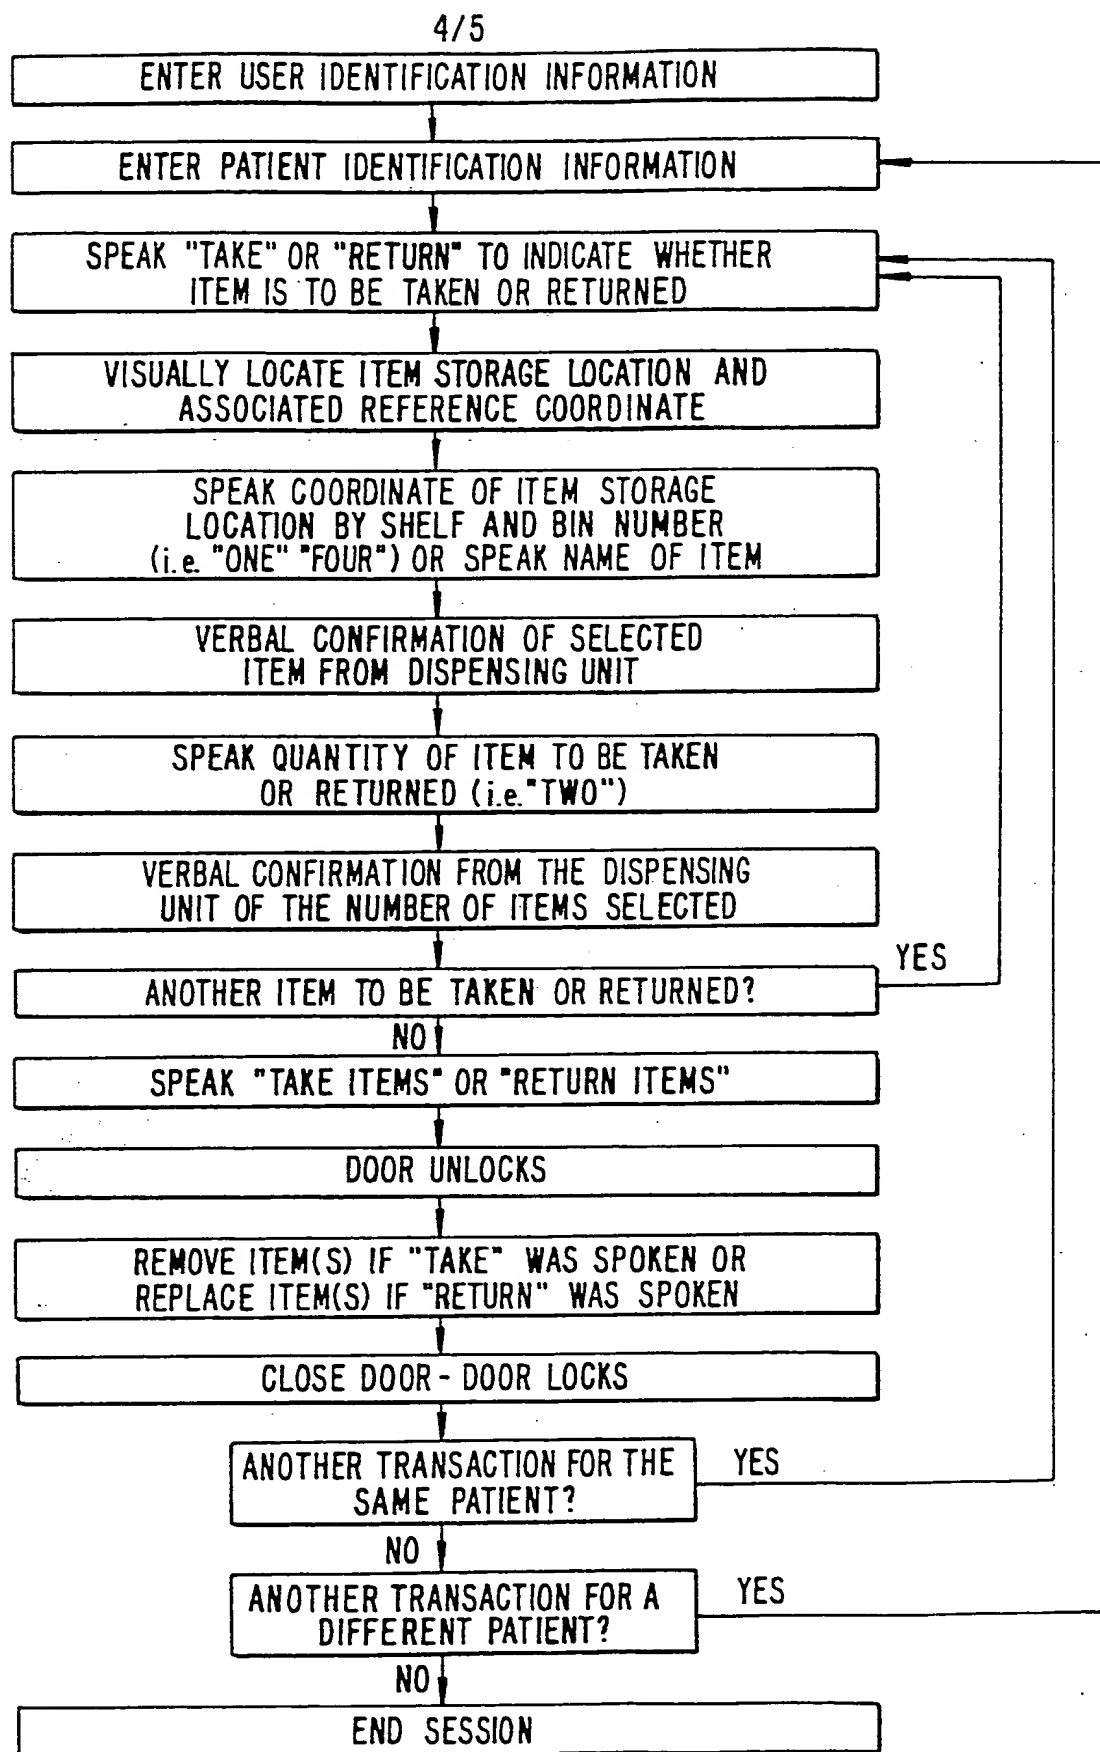 4/5
ENTER USER IDENTIFICATION INFORMATION
ENTER PATIENT IDENTIFICATION INFORMATION
SPEAK "TAKE" OR "RETURN" TO INDICATE WHETHER
ITEM IS TO BE TAKEN OR RETURNED
VISUALLY LOCATE ITEM STORAGE LOCATION AND
ASSOCIATED REFERENCE COORDINATE
SPEAK COORDINATE OF ITEM STORAGE
LOCATION BY SHELF AND BIN NUMBER
(i.e. "ONE" "FOUR") OR SPEAK NAME OF ITEM
VERBAL CONFIRMATION OF SELECTED
ITEM FROM DISPENSING UNIT
SPEAK QUANTITY OF ITEM TO BE TAKEN
OR RETURNED (i.e. "TWO")
VERBAL CONFIRMATION FROM THE DISPENSING
UNIT OF THE NUMBER OF ITEMS SELECTED
YES
ANOTHER ITEM TO BE TAKEN OR RETURNED?
NO
SPEAK "TAKE ITEMS" OR "RETURN ITEMS"
DOOR UNLOCKS
REMOVE ITEM(S) IF "TAKE" WAS SPOKEN OR
REPLACE ITEM(S) IF "RETURN" WAS SPOKEN
CLOSE DOOR - DOOR LOCKS
ANOTHER TRANSACTION FOR THE
SAME PATIENT?
YES
NO
ANOTHER TRANSACTION FOR A
DIFFERENT PATIENT?
YES
NO
END SESSION